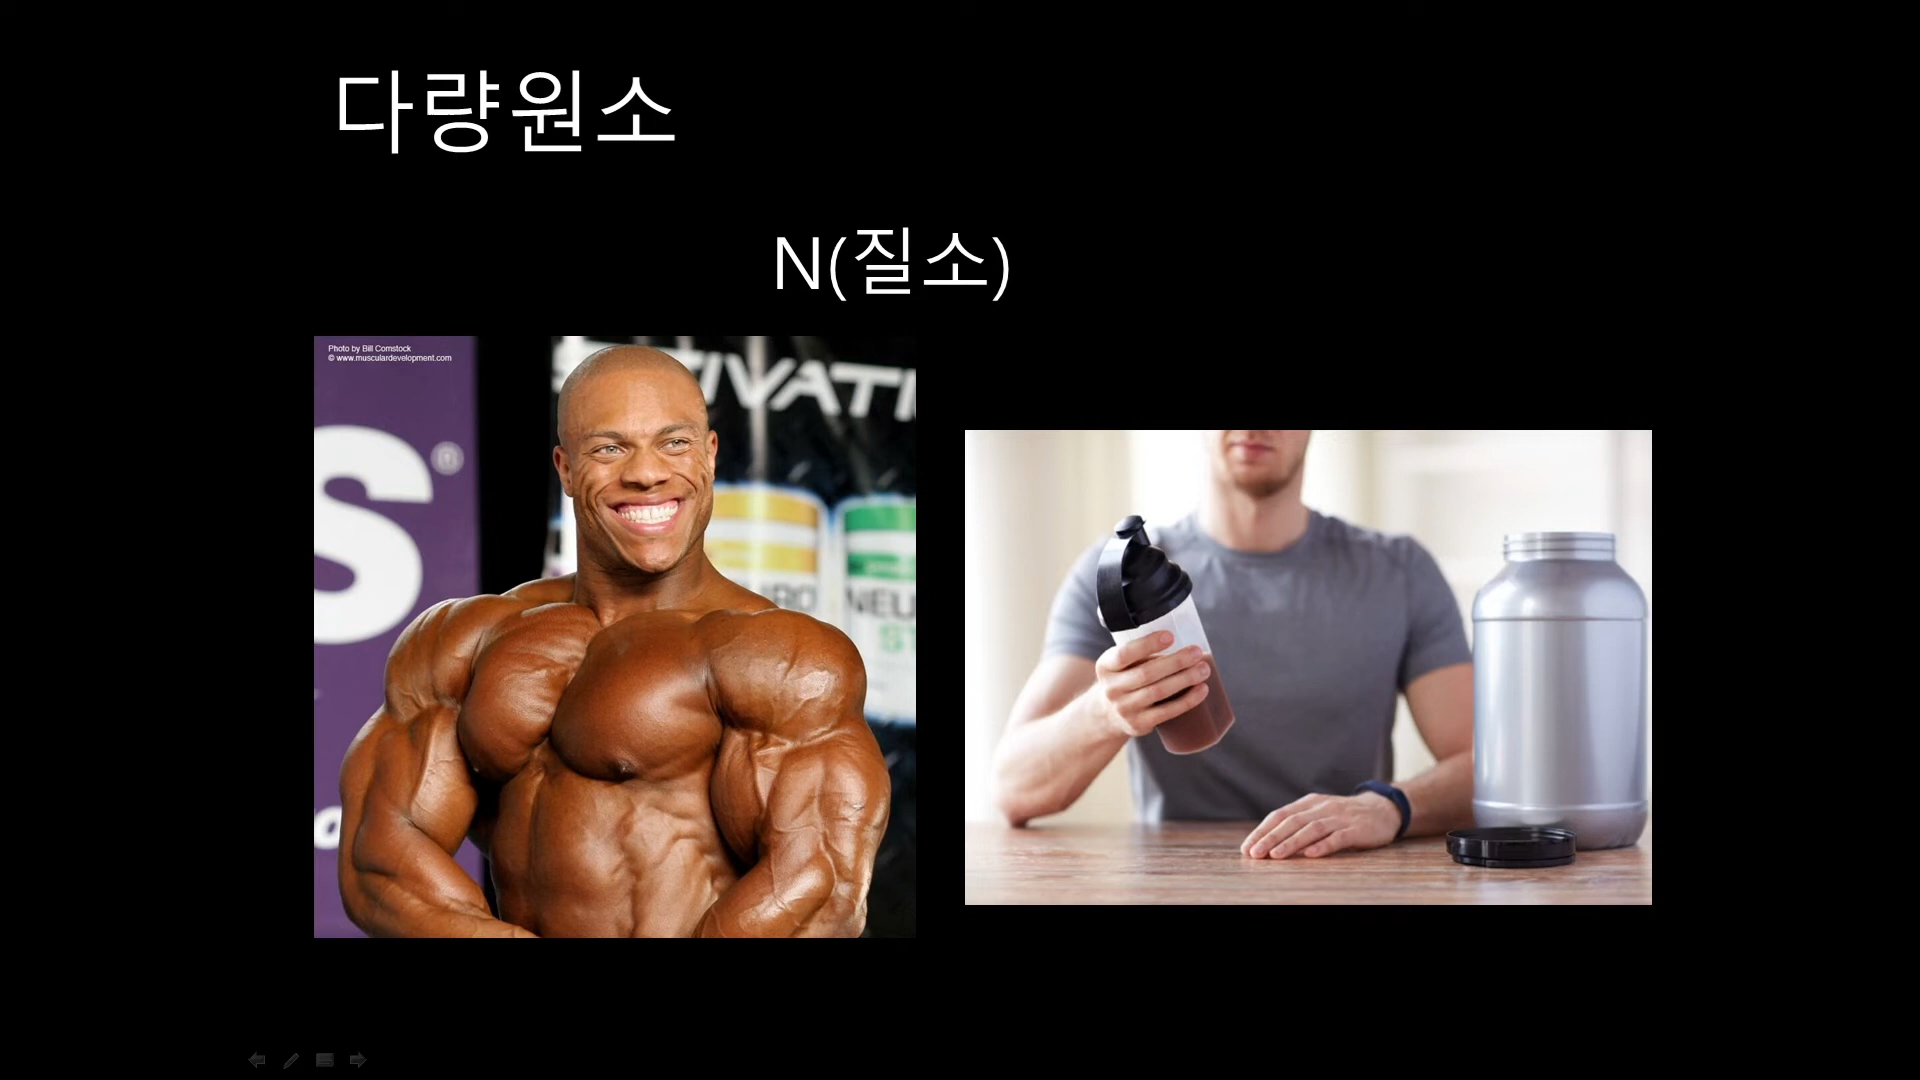 다량원소
N(질소)
Photo by Bill Comstock
© www.musculardevelopment.com
S®